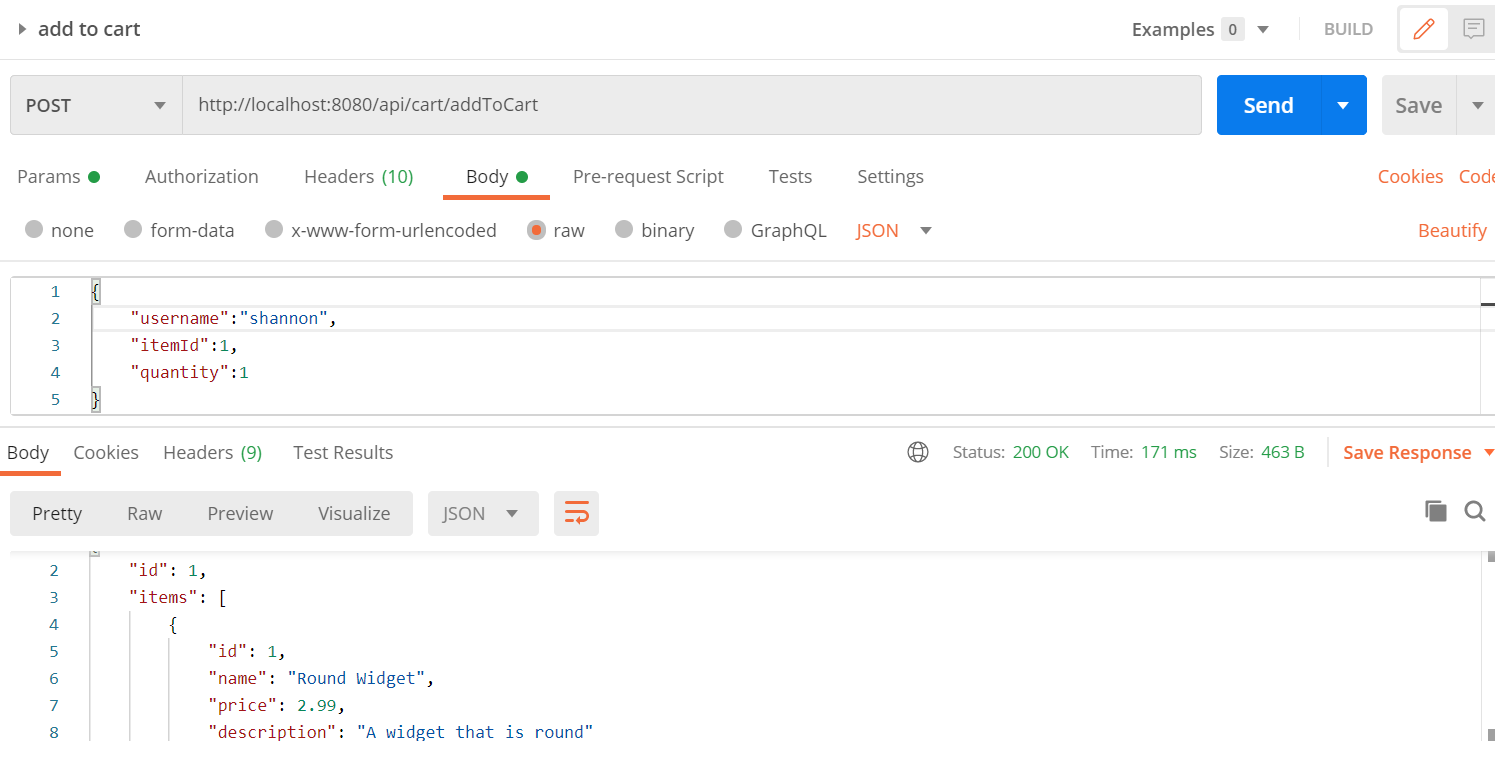 add to cart Examples 0 BUILD
POST http://localhost:8080/api/cart/addToCart Send Save
Params Authorization Headers (10) Body Pre-request Script Tests Settings Cookies Code
none form-data x-www-form-urlencoded raw binary GraphQL JSON Beautify
1 {
2 "username":"shannon",
3 "itemId":1,
4 "quantity":1
5 }
Body Cookies Headers (9) Test Results Status: 200 OK Time: 171 ms Size: 463 B Save Response
Pretty Raw Preview Visualize JSON
2 "id": 1,
3 "items": [
4 {
5 "id": 1,
6 "name": "Round Widget",
7 "price": 2.99,
8 "description": "A widget that is round"